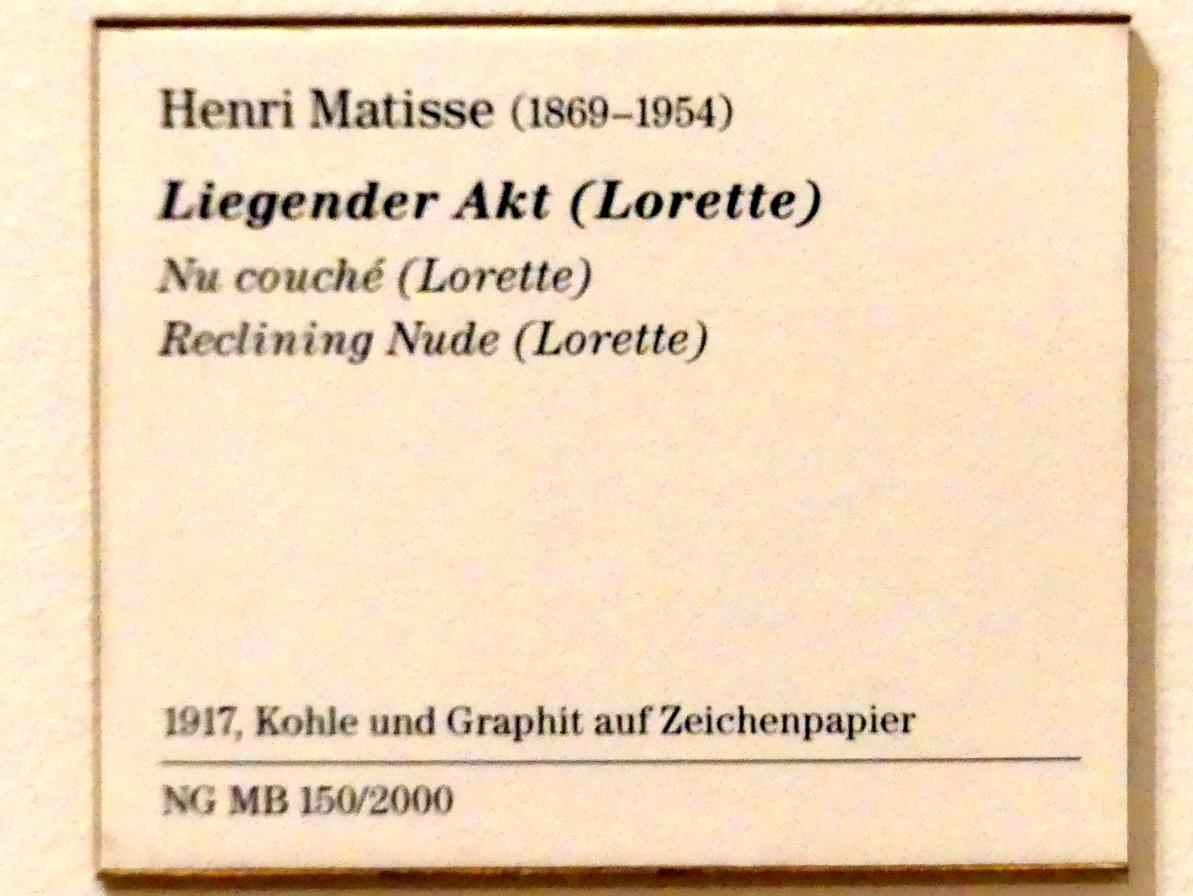 Henri Matisse (1869–1954)
Liegender Akt (Lorette)
Nu couché (Lorette)
Reclining Nude (Lorette)
1917, Kohle und Graphit auf Zeichenpapier
NG MB 150/2000